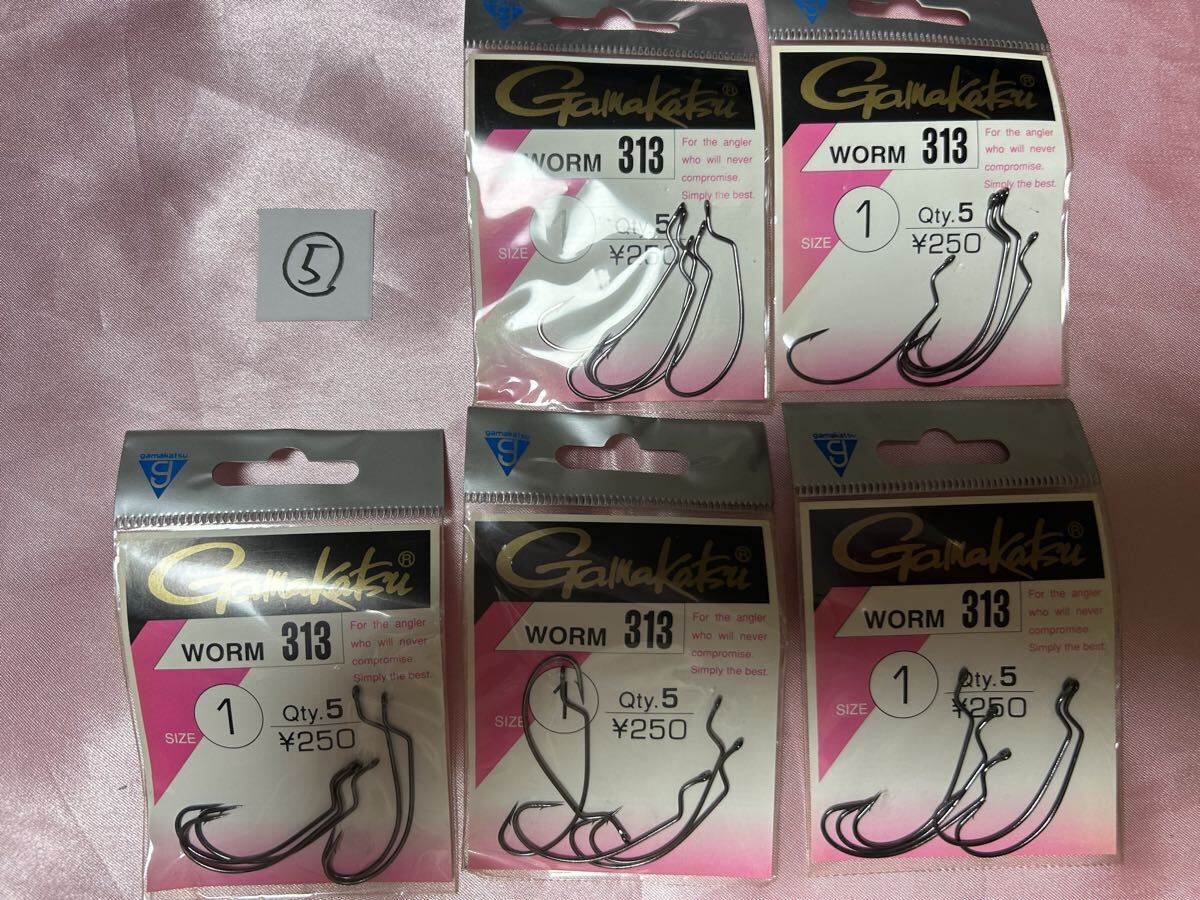 Gamakatsu®
WORM 313
For the angler
who will never
compromise.
Simply the best.
SIZE 1
Qty.5
¥250
Gamakatsu®
WORM 313
For the angler
who will never
compromise.
Simply the best.
SIZE 1
Qty.5
¥250
⑤
gamakatsu
g
Gamakatsu®
WORM 313
For the angler
who will never
compromise.
Simply the best.
SIZE 1
Qty.5
¥250
gamakatsu
g
Gamakatsu®
WORM 313
For the angler
who will never
compromise.
Simply the best.
SIZE 1
Qty.5
¥250
gamakatsu
g
Gamakatsu®
WORM 313
For the angler
who will never
compromise.
Simply the best.
SIZE 1
Qty.5
¥250